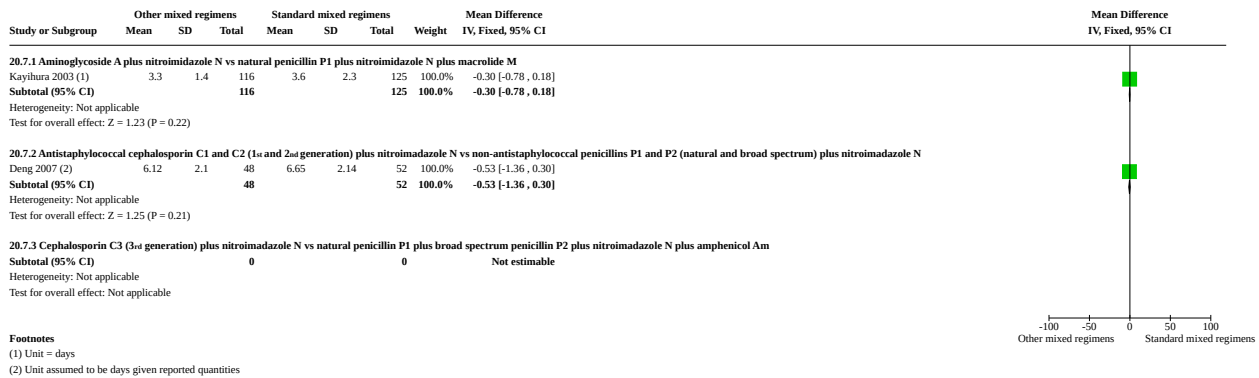 Other mixed regimens Standard mixed regimens Mean Difference Mean Difference
Study or Subgroup Mean SD Total Mean SD Total Weight IV, Fixed, 95% CI IV, Fixed, 95% CI
20.7.1 Aminoglycoside A plus nitroimidazole N vs natural penicillin P1 plus nitroimidazole N plus macrolide M
Kayihura 2003 (1) 3.3 1.4 116 3.6 2.3 125 100.0% -0.30 [-0.78 , 0.18]
Subtotal (95% CI) 116 125 100.0% -0.30 [-0.78 , 0.18]
Heterogeneity: Not applicable
Test for overall effect: Z = 1.23 (P = 0.22)
20.7.2 Antistaphylococcal cephalosporin C1 and C2 (1st and 2nd generation) plus nitroimadazole N vs non-antistaphylococcal penicillins P1 and P2 (natural and broad spectrum) plus nitroimadazole N
Deng 2007 (2) 6.12 2.1 48 6.65 2.14 52 100.0% -0.53 [-1.36 , 0.30]
Subtotal (95% CI) 48 52 100.0% -0.53 [-1.36 , 0.30]
Heterogeneity: Not applicable
Test for overall effect: Z = 1.25 (P = 0.21)
20.7.3 Cephalosporin C3 (3rd generation) plus nitroimadazole N vs natural penicillin P1 plus broad spectrum penicillin P2 plus nitroimadazole N plus amphenicol Am
Subtotal (95% CI) 0 0 Not estimable
Heterogeneity: Not applicable
Test for overall effect: Not applicable
-100 -50 0 50 100
Other mixed regimens Standard mixed regimens
Footnotes
(1) Unit = days
(2) Unit assumed to be days given reported quantities